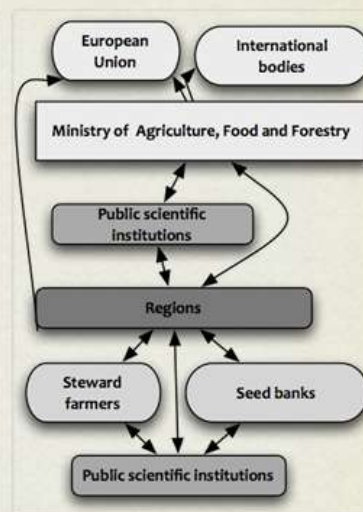 European
Union
International
bodies
Ministry of Agriculture, Food and Forestry
Public scientific
institutions
Regions
Steward
farmers
Seed banks
Public scientific institutions